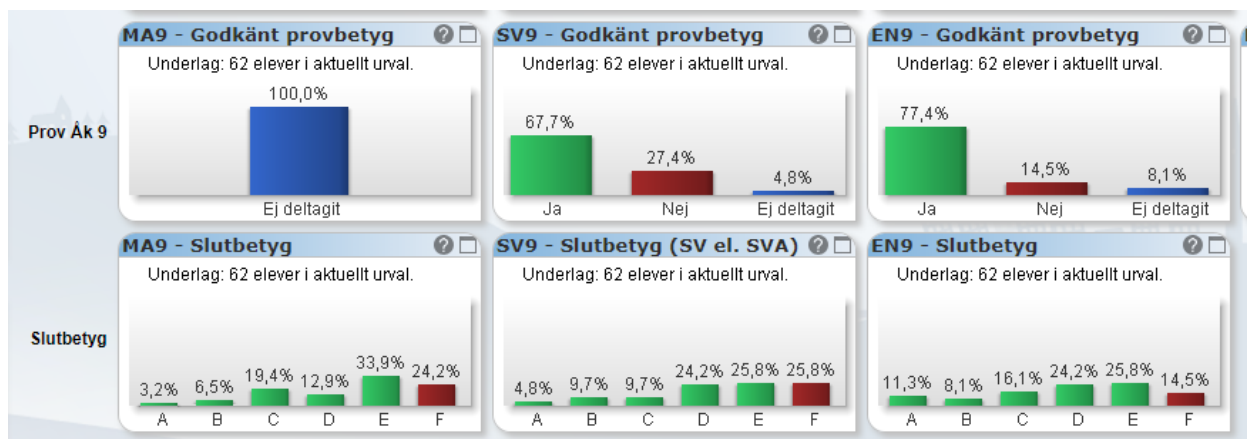 MA9 - Godkänt provbetyg
Underlag: 62 elever i aktuellt urval.
100,0%
Ej deltagit
SV9 - Godkänt provbetyg
Underlag: 62 elever i aktuellt urval.
67,7%
27,4%
4,8%
Ja Nej Ej deltagit
EN9 - Godkänt provbetyg
Underlag: 62 elever i aktuellt urval.
77,4%
14,5%
8,1%
Ja Nej Ej deltagit
Prov Åk 9
MA9 - Slutbetyg
Underlag: 62 elever i aktuellt urval.
3,2% 6,5% 19,4% 12,9% 33,9% 24,2%
A B C D E F
SV9 - Slutbetyg (SV el. SVA)
Underlag: 62 elever i aktuellt urval.
4,8% 9,7% 9,7% 24,2% 25,8% 25,8%
A B C D E F
EN9 - Slutbetyg
Underlag: 62 elever i aktuellt urval.
11,3% 8,1% 16,1% 24,2% 25,8% 14,5%
A B C D E F
Slutbetyg